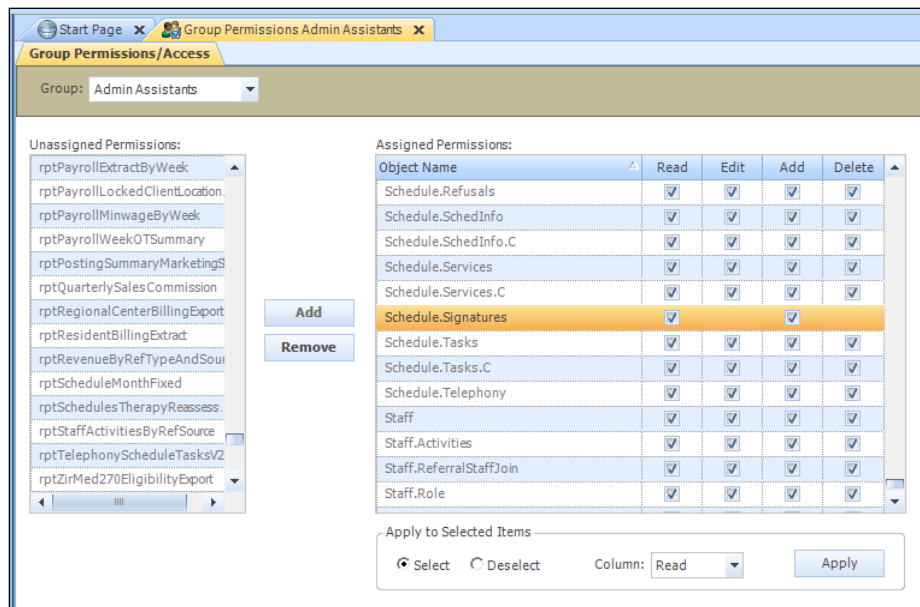 Start Page
Group Permissions Admin Assistants
Group Permissions/Access
Group: Admin Assistants
Unassigned Permissions:
rptPayrollExtractByWeek
rptPayrollLockedClientLocation.
rptPayrollMinwageByWeek
rptPayrollWeekOTSummary
rptPostingSummaryMarketingS
rptQuarterlySalesCommission
rptRegionalCenterBillingExport
rptResidentBillingExtract
rptRevenueByRefTypeAndSour
rptScheduleMonthFixed
rptSchedulesTherapyReassess.
rptStaffActivitiesByRefSource
rptTelephonyScheduleTasksV2
rptZirMed270EligibilityExport
Add
Remove
Assigned Permissions:
Object Name Read Edit Add Delete
Schedule.Refusals
Schedule.SchedInfo
Schedule.SchedInfo.C
Schedule.Services
Schedule.Services.C
Schedule.Signatures
Schedule.Tasks
Schedule.Tasks.C
Schedule.Telephony
Staff
Staff.Activities
Staff.ReferralStaffJoin
Staff.Role
Apply to Selected Items
Select Deselect Column: Read Apply